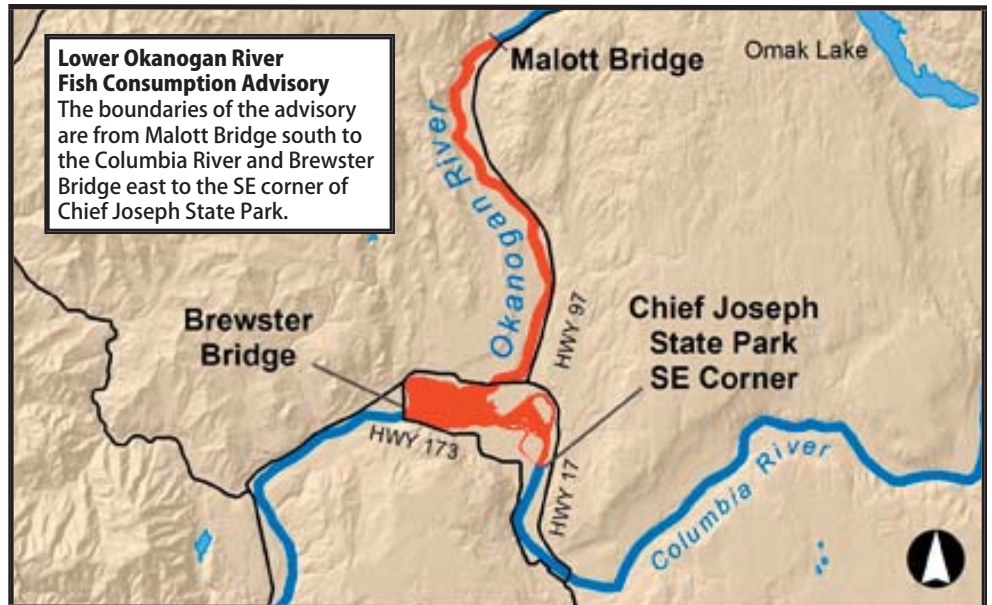 Lower Okanogan River
Fish Consumption Advisory
The boundaries of the advisory
are from Malott Bridge south to
the Columbia River and Brewster
Bridge east to the SE corner of
Chief Joseph State Park.
Malott Bridge
Omak Lake
Okanogan River
HWY 97
Brewster
Bridge
Chief Joseph
State Park
SE Corner
HWY 173
HWY 17
Columbia River